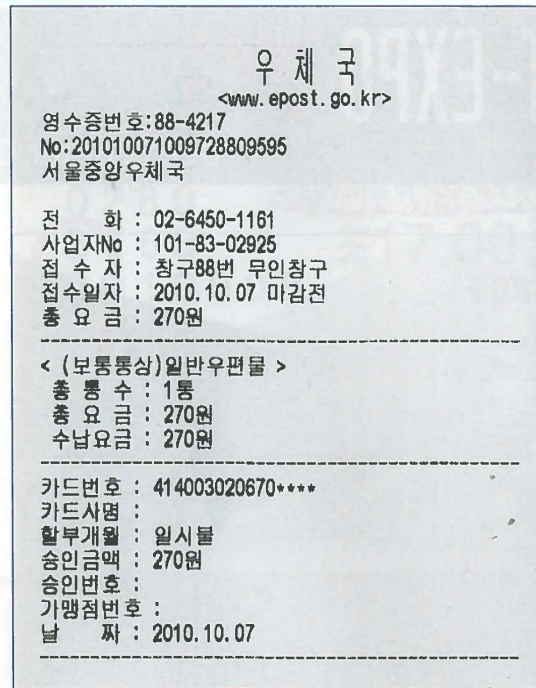 우 체 국
<www.epost.go.kr>
영수증번호:88-4217
No:201010071009728809595
서울중앙우체국
전 화 : 02-6450-1161
사업자No : 101-83-02925
접 수 자 : 창구88번 무인창구
접수일자 : 2010.10.07 마감전
총 요 금 : 270원
< (보통통상)일반우편물 >
총 통 수 : 1통
총 요 금 : 270원
수납요금 : 270원
카드번호 : 414003020670****
카드사명 :
할부개월 : 일시불
승인금액 : 270원
승인번호 :
가맹점번호 :
날 짜 : 2010.10.07